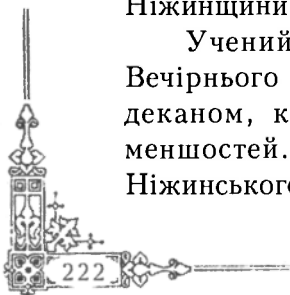 Ніжинщини
Учений
Вечірнього
деканом, к
меншостей.
Ніжинського
222